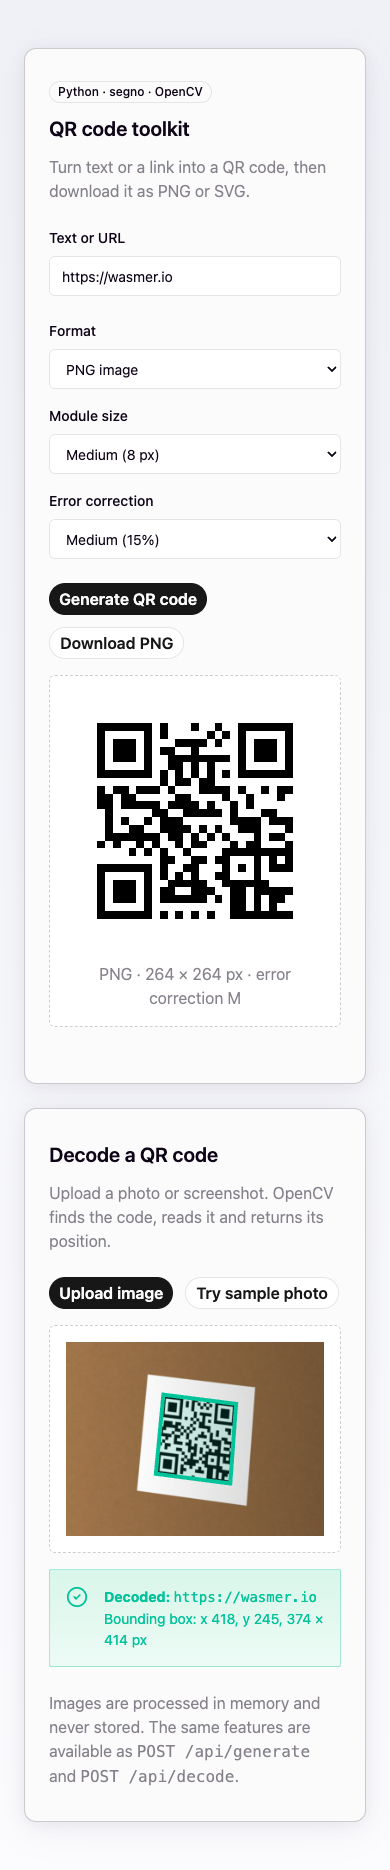 Python · segno · OpenCV
QR code toolkit
Turn text or a link into a QR code, then
download it as PNG or SVG.
Text or URL
https://wasmer.io
Format
PNG image
Module size
Medium (8 px)
Error correction
Medium (15%)
Generate QR code
Download PNG
PNG · 264 × 264 px · error
correction M
Decode a QR code
Upload a photo or screenshot. OpenCV
finds the code, reads it and returns its
position.
Upload image
Try sample photo
Decoded: https://wasmer.io
Bounding box: x 418, y 245, 374 ×
414 px
Images are processed in memory and
never stored. The same features are
available as POST /api/generate
and POST /api/decode.